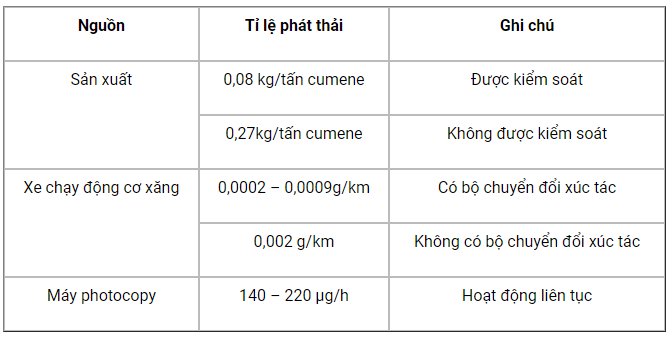 Nguồn Tỉ lệ phát thải Ghi chú
Sản xuất 0,08 kg/tấn cumene Được kiểm soát
0,27kg/tấn cumene Không được kiểm soát
Xe chạy động cơ xăng 0,0002 – 0,0009g/km Có bộ chuyển đổi xúc tác
0,002 g/km Không có bộ chuyển đổi xúc tác
Máy photocopy 140 – 220 µg/h Hoạt động liên tục